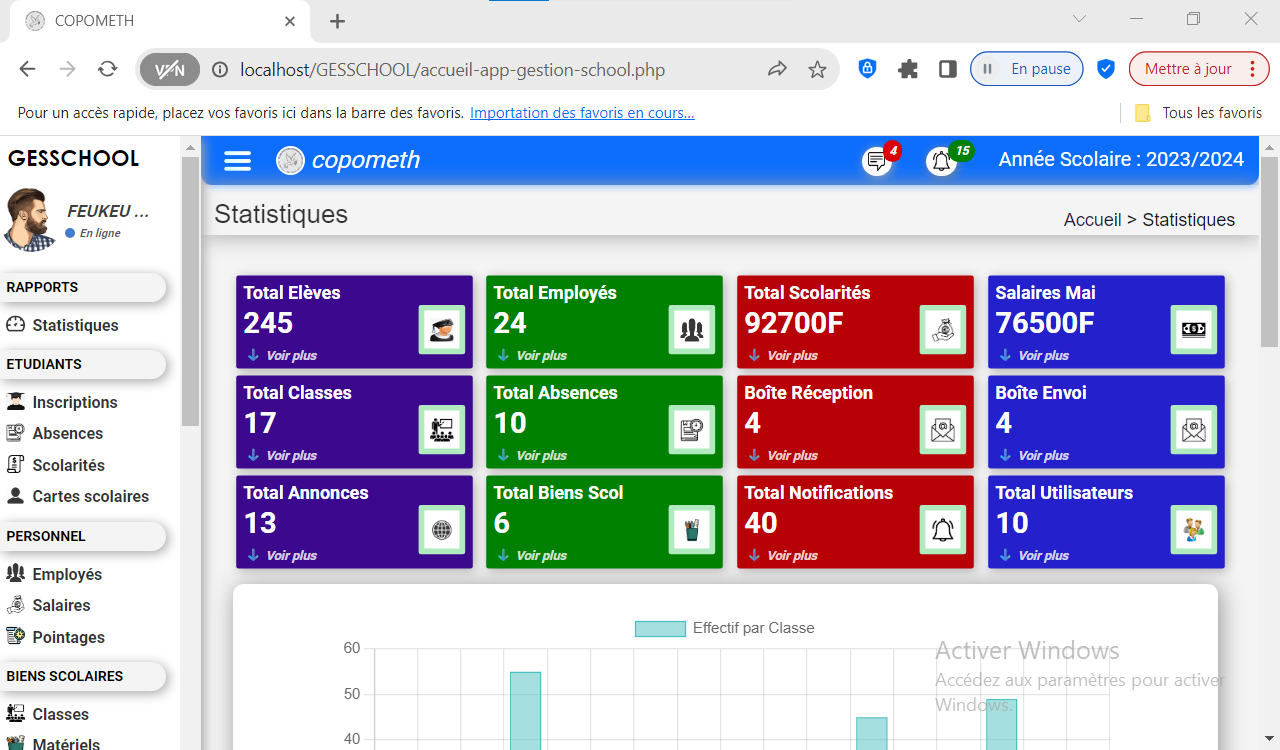 COPOMETH
VPN
localhost/GESSCHOOL/accueil-app-gestion-school.php
En pause
Mettre à jour
Pour un accès rapide, placez vos favoris ici dans la barre des favoris. Importation des favoris en cours...
Tous les favoris
GESSCHOOL
copometh
4
15
Année Scolaire : 2023/2024
FEUKEU ...
En ligne
Statistiques
Accueil > Statistiques
RAPPORTS
Statistiques
ETUDIANTS
Inscriptions
Absences
Scolarités
Cartes scolaires
PERSONNEL
Employés
Salaires
Pointages
BIENS SCOLAIRES
Classes
Matériels
Total Elèves
245
Voir plus
Total Employés
24
Voir plus
Total Scolarités
92700F
Voir plus
Salaires Mai
76500F
Voir plus
Total Classes
17
Voir plus
Total Absences
10
Voir plus
Boîte Réception
4
Voir plus
Boîte Envoi
4
Voir plus
Total Annonces
13
Voir plus
Total Biens Scol
6
Voir plus
Total Notifications
40
Voir plus
Total Utilisateurs
10
Voir plus
Effectif par Classe
60
50
40
Activer Windows
Accédez aux paramètres pour activer
Windows.